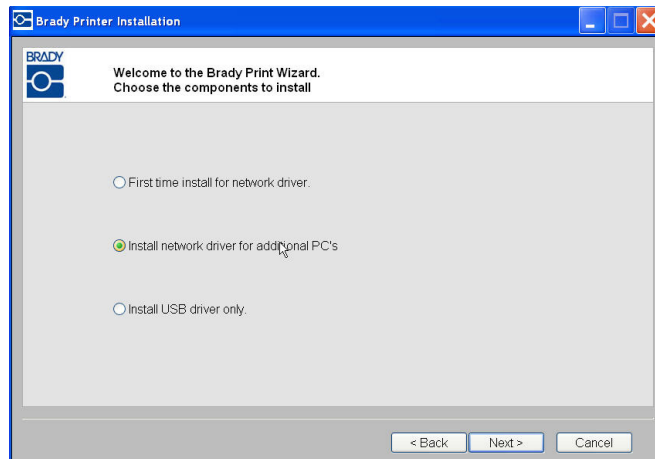 Brady Printer Installation
BRADY
Welcome to the Brady Print Wizard.
Choose the components to install
First time install for network driver.
Install network driver for additional PC's
Install USB driver only.
< Back
Next >
Cancel